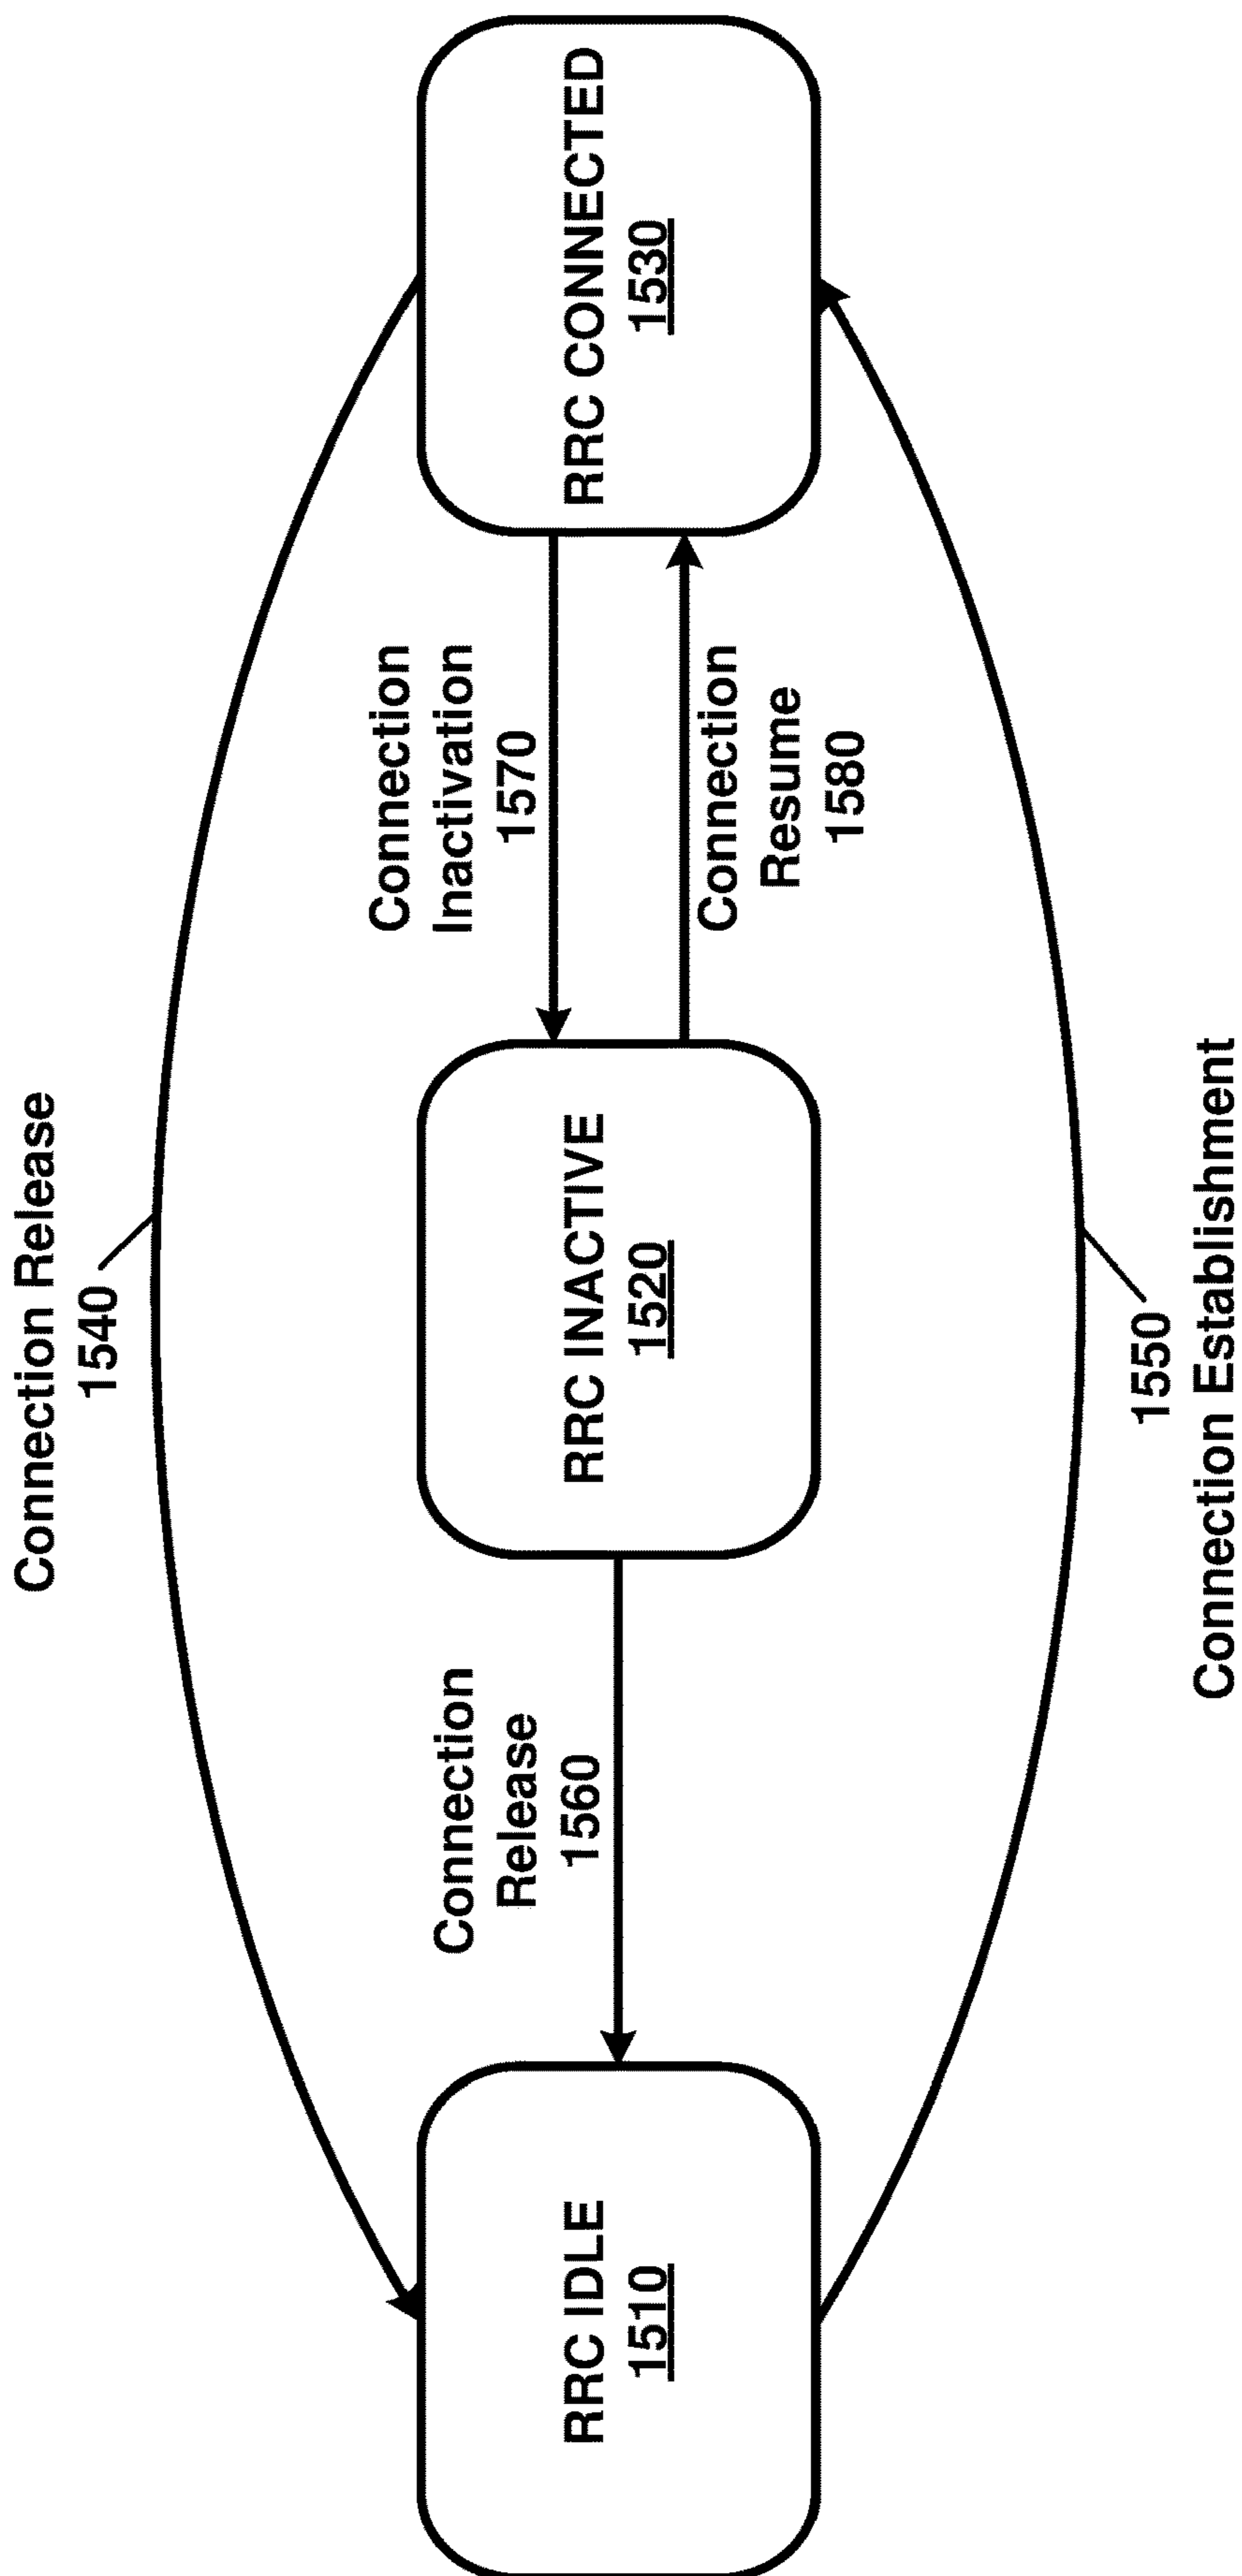 Connection Release
1540
RRC IDLE
1510
Connection
Release
1560
RRC INACTIVE
1520
Connection
Inactivation
1570
Connection
Resume
1580
RRC CONNECTED
1530
1550
Connection Establishment